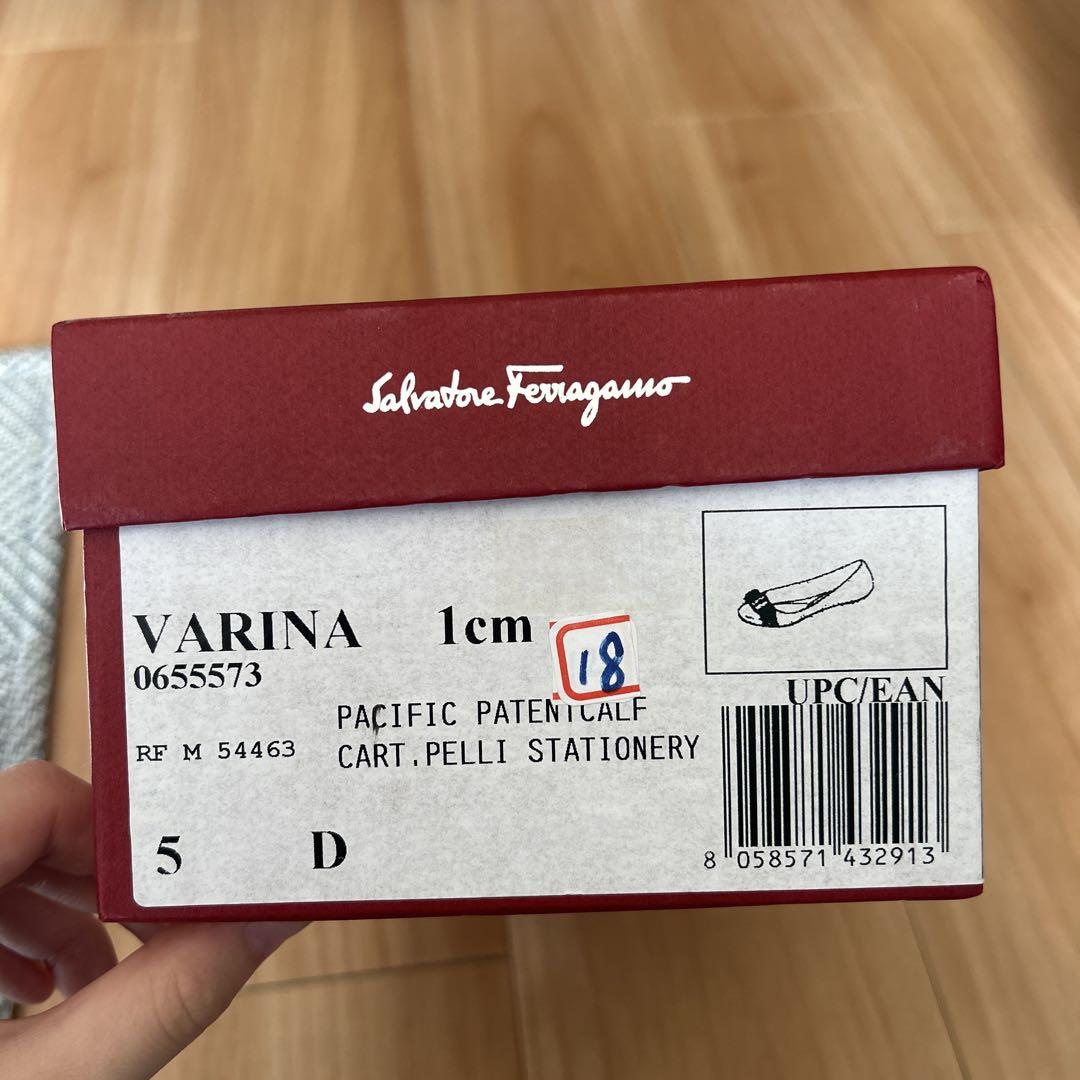 Salvatore Ferragamo
VARINA 1cm
18
0655573
UPC/EAN
PACIFIC PATENTCALF
RF M 54463
CART.PELLI STATIONERY
5 D
8 058571 432913